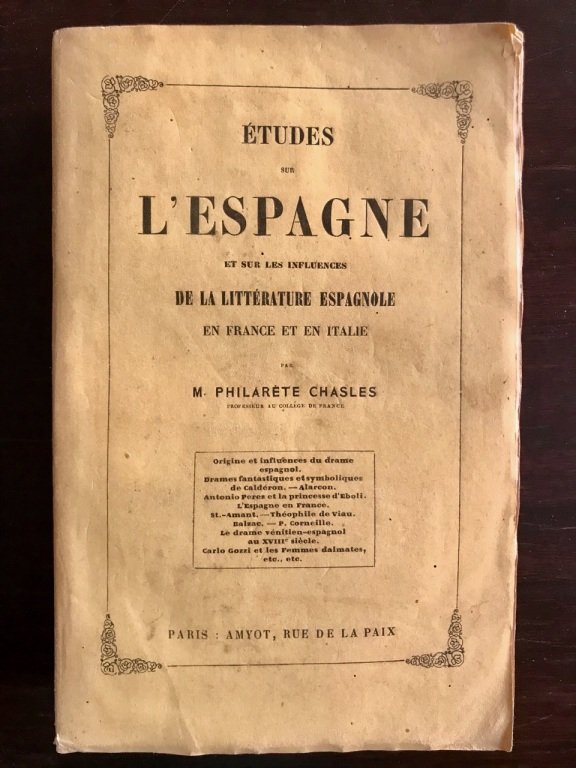 ÉTUDES
SUR
L'ESPAGNE
ET SUR LES INFLUENCES
DE LA LITTÉRATURE ESPAGNOLE
EN FRANCE ET EN ITALIE
PAR
M. PHILARÈTE CHASLES
PROFESSEUR AU COLLÉGE DE FRANCE
Origine et influences du drame
espagnol.
Drames fantastiques et symboliques
de Caldéron. — Alarcon.
Antonio Perez et la princesse d'Eboli.
L'Espagne en France.
St.-Amant. — Théophile de Viau.
Balzac. — P. Corneille.
Le drame vénitien-espagnol
au XVIIIe siècle.
Carlo Gozzi et les Femmes dalmates,
etc., etc.
PARIS : AMYOT, RUE DE LA PAIX